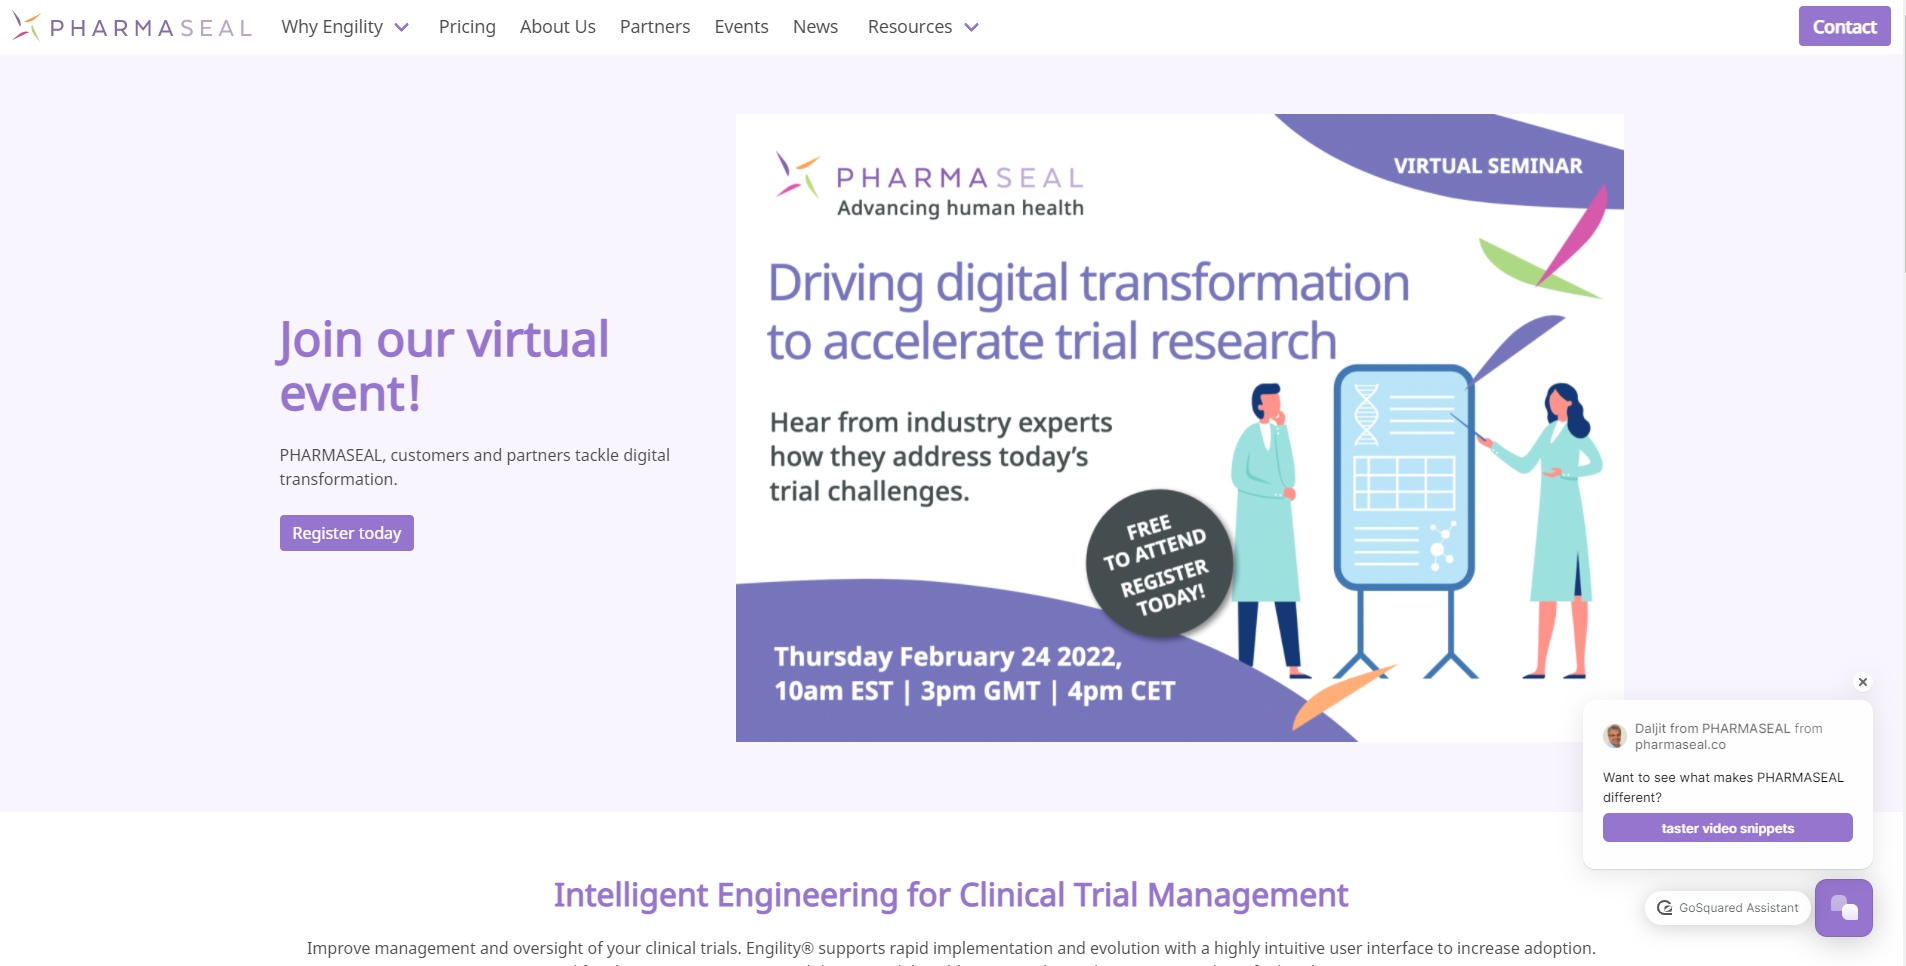 PHARMASEAL
Why Engility
Pricing
About Us
Partners
Events
News
Resources
Contact
Join our virtual
event!
PHARMASEAL, customers and partners tackle digital
transformation.
Register today
PHARMASEAL
Advancing human health
VIRTUAL SEMINAR
Driving digital transformation
to accelerate trial research
Hear from industry experts
how they address today's
trial challenges.
FREE
TO ATTEND
REGISTER
TODAY!
Thursday February 24 2022,
10am EST | 3pm GMT | 4pm CET
Daljit from PHARMASEAL from
pharmaseal.co
Want to see what makes PHARMASEAL
different?
taster video snippets
GoSquared Assistant
Intelligent Engineering for Clinical Trial Management
Improve management and oversight of your clinical trials. Engility® supports rapid implementation and evolution with a highly intuitive user interface to increase adoption.